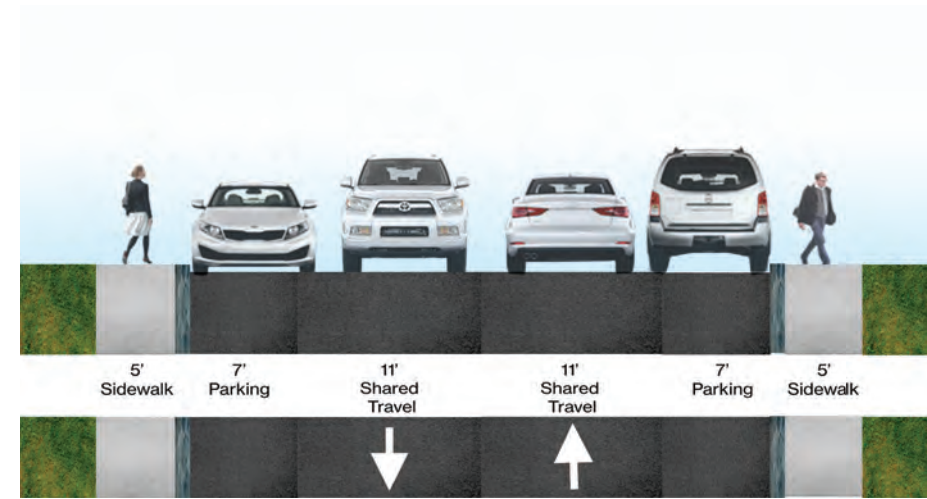 5' 7' 11' 11' 7' 5'
Sidewalk Parking Shared Shared Parking Sidewalk
Travel Travel